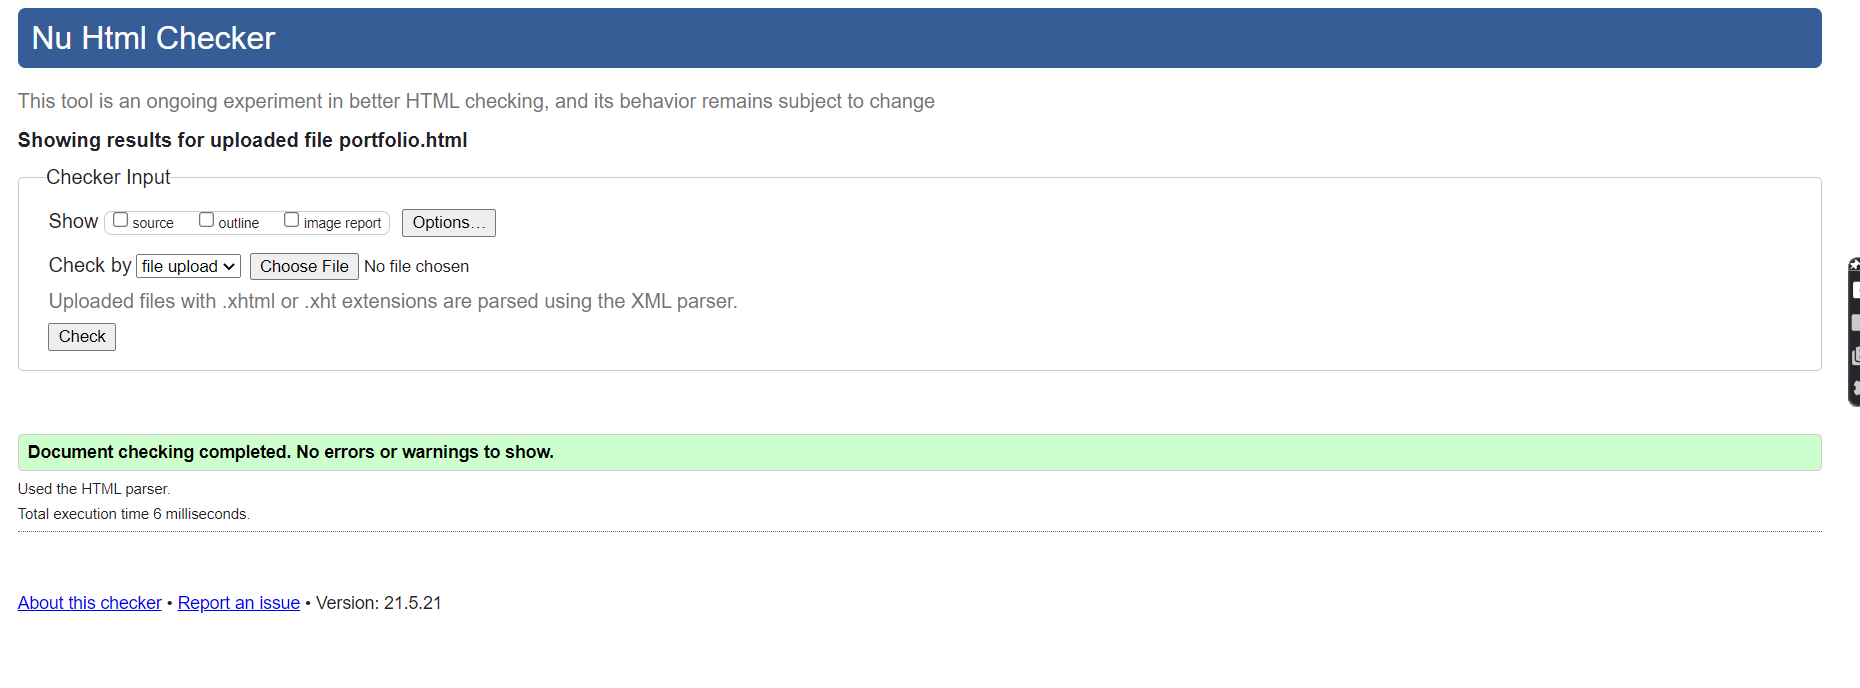 Nu Html Checker
This tool is an ongoing experiment in better HTML checking, and its behavior remains subject to change
Showing results for uploaded file portfolio.html
Checker Input
Show source outline image report Options…
Check by file upload Choose File No file chosen
Uploaded files with .xhtml or .xht extensions are parsed using the XML parser.
Check
Document checking completed. No errors or warnings to show.
Used the HTML parser.
Total execution time 6 milliseconds.
About this checker • Report an issue • Version: 21.5.21